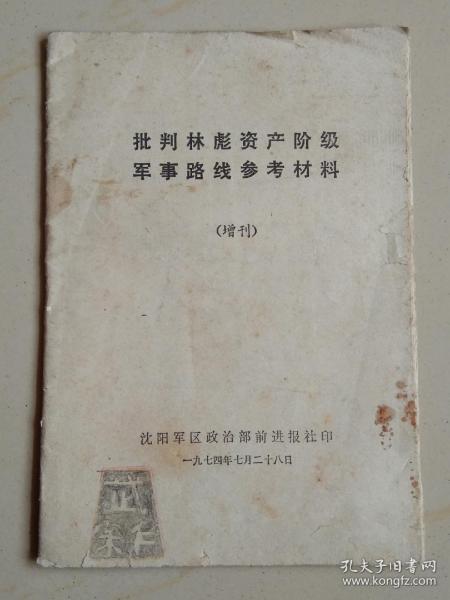 批判林彪资产阶级
军事路线参考材料
(增刊)
沈阳军区政治部前进报社印
一九七四年七月二十八日
孔夫子旧书网
www.kongfz.com